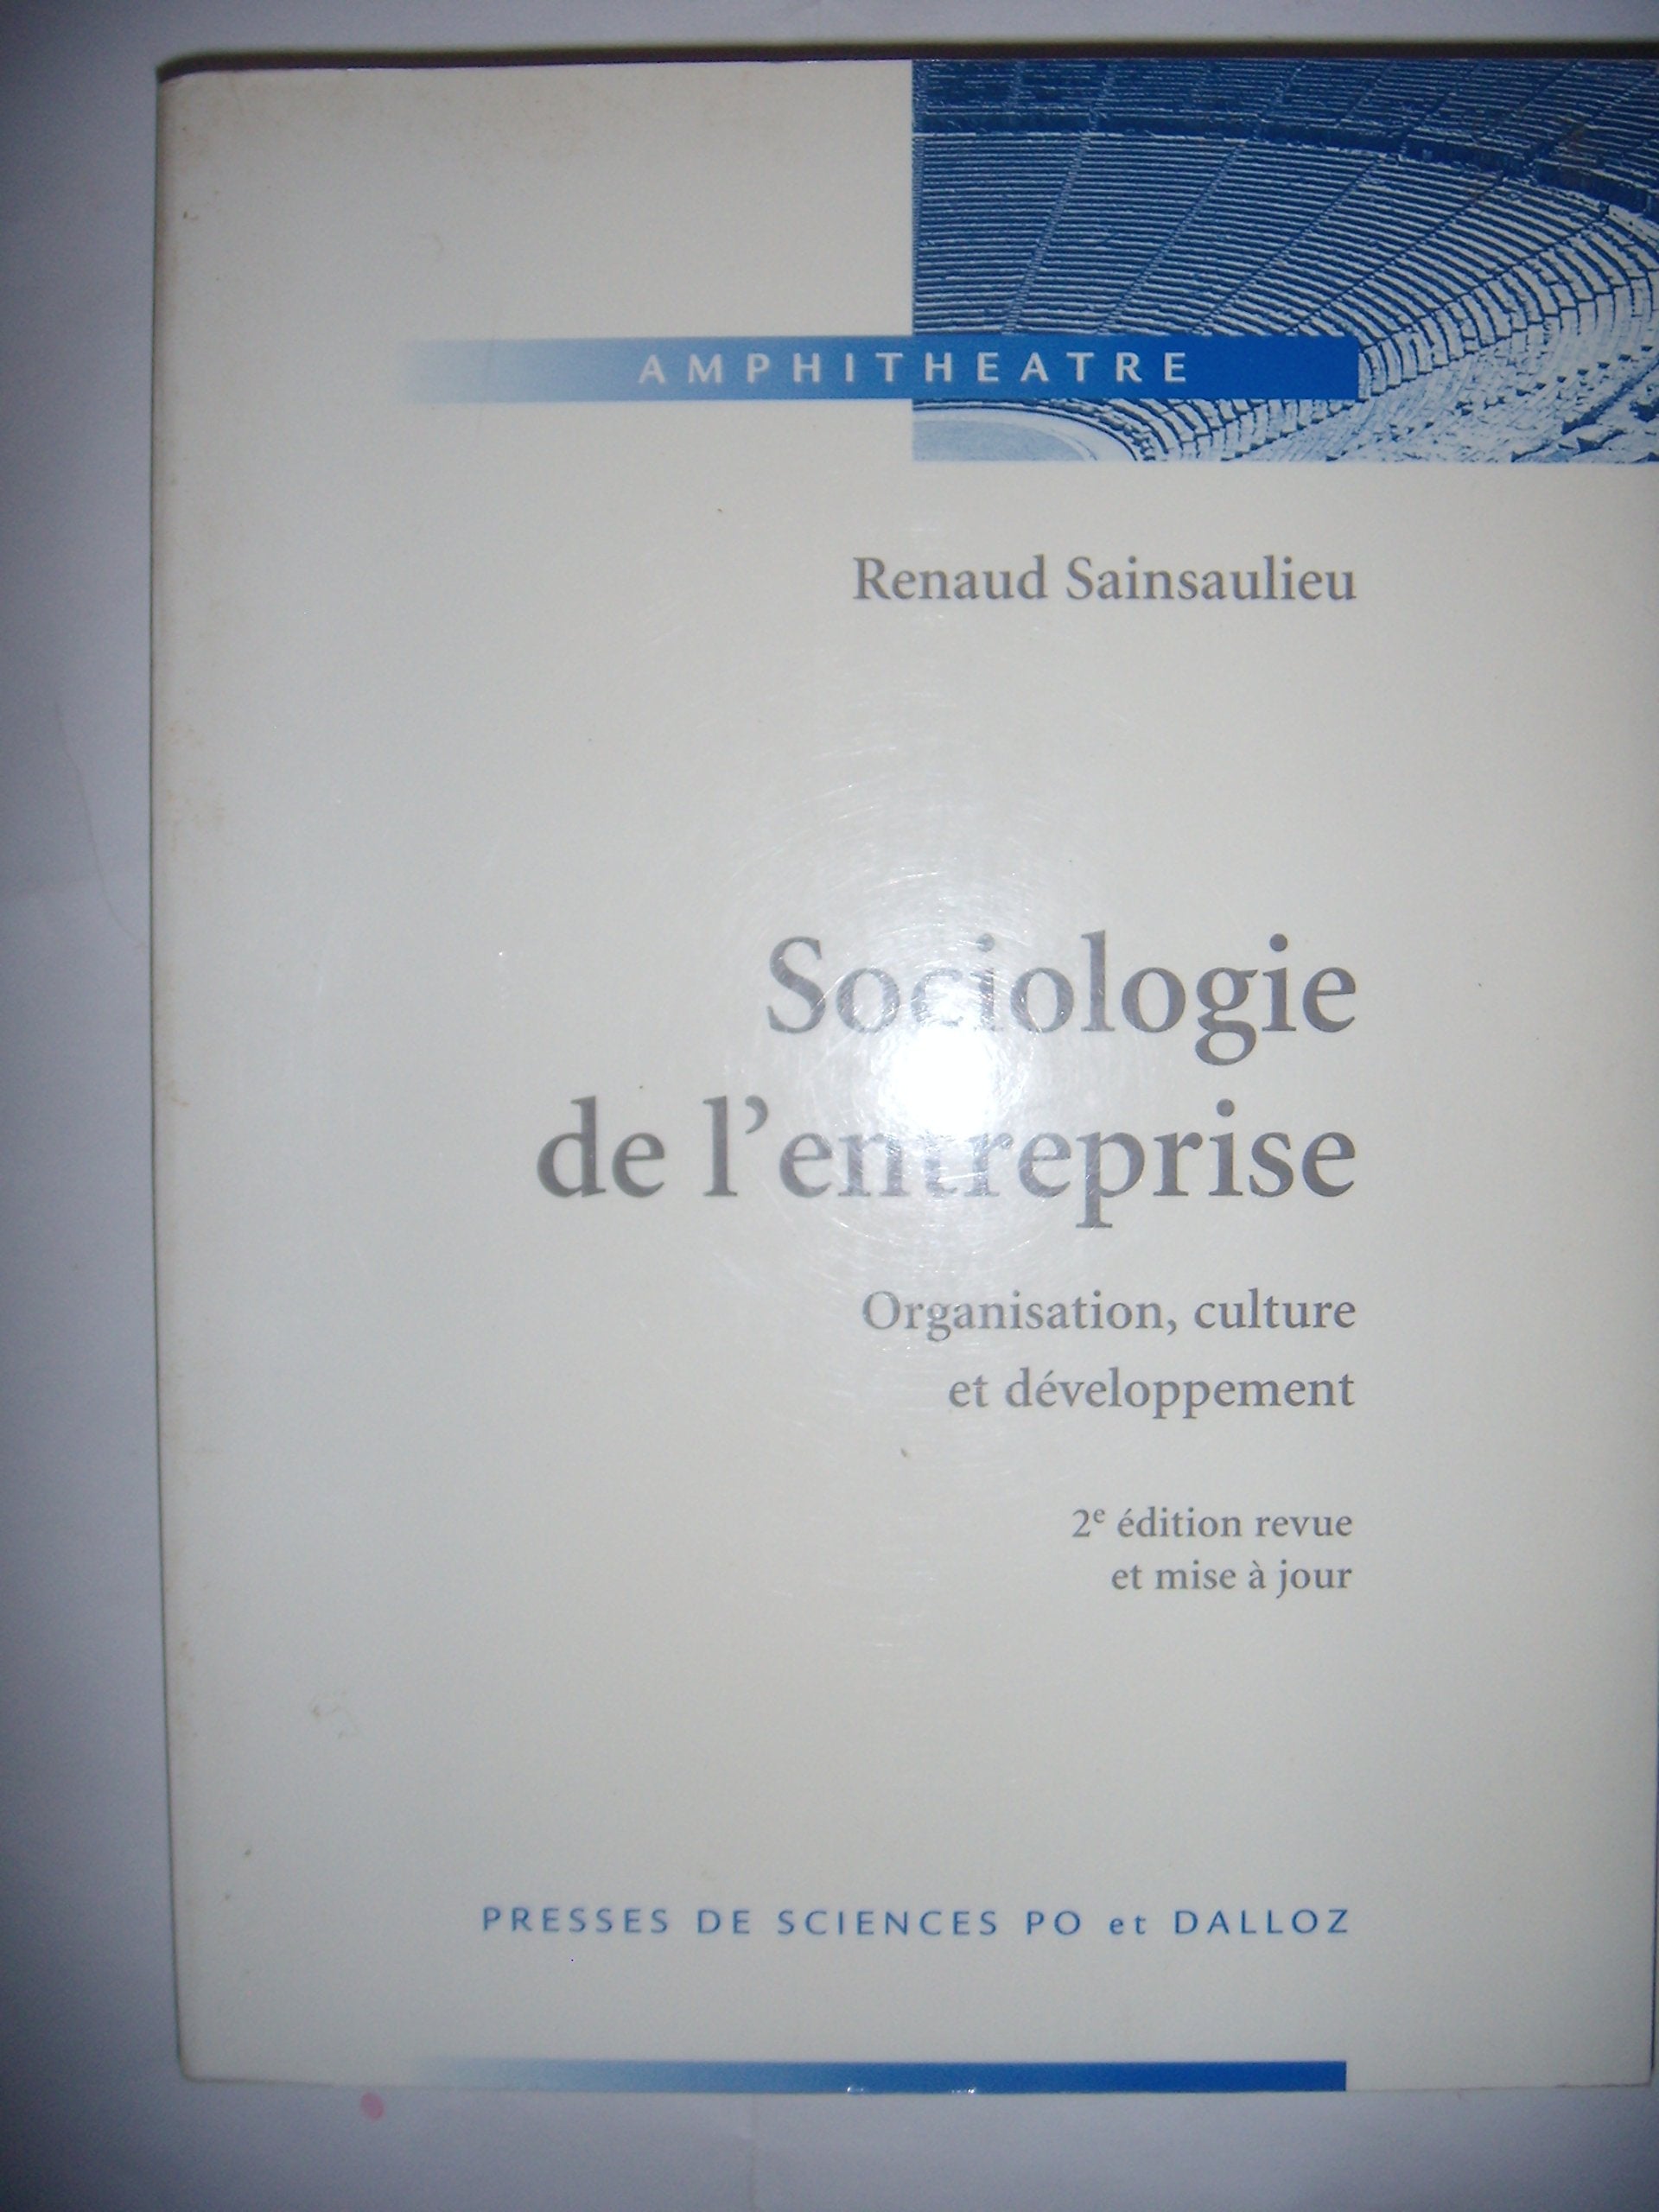 AMPHITHEATRE
Renaud Sainsaulieu
Sociologie
de l'entreprise
Organisation, culture
et développement
2e édition revue
et mise à jour
PRESSES DE SCIENCES PO et DALLOZ